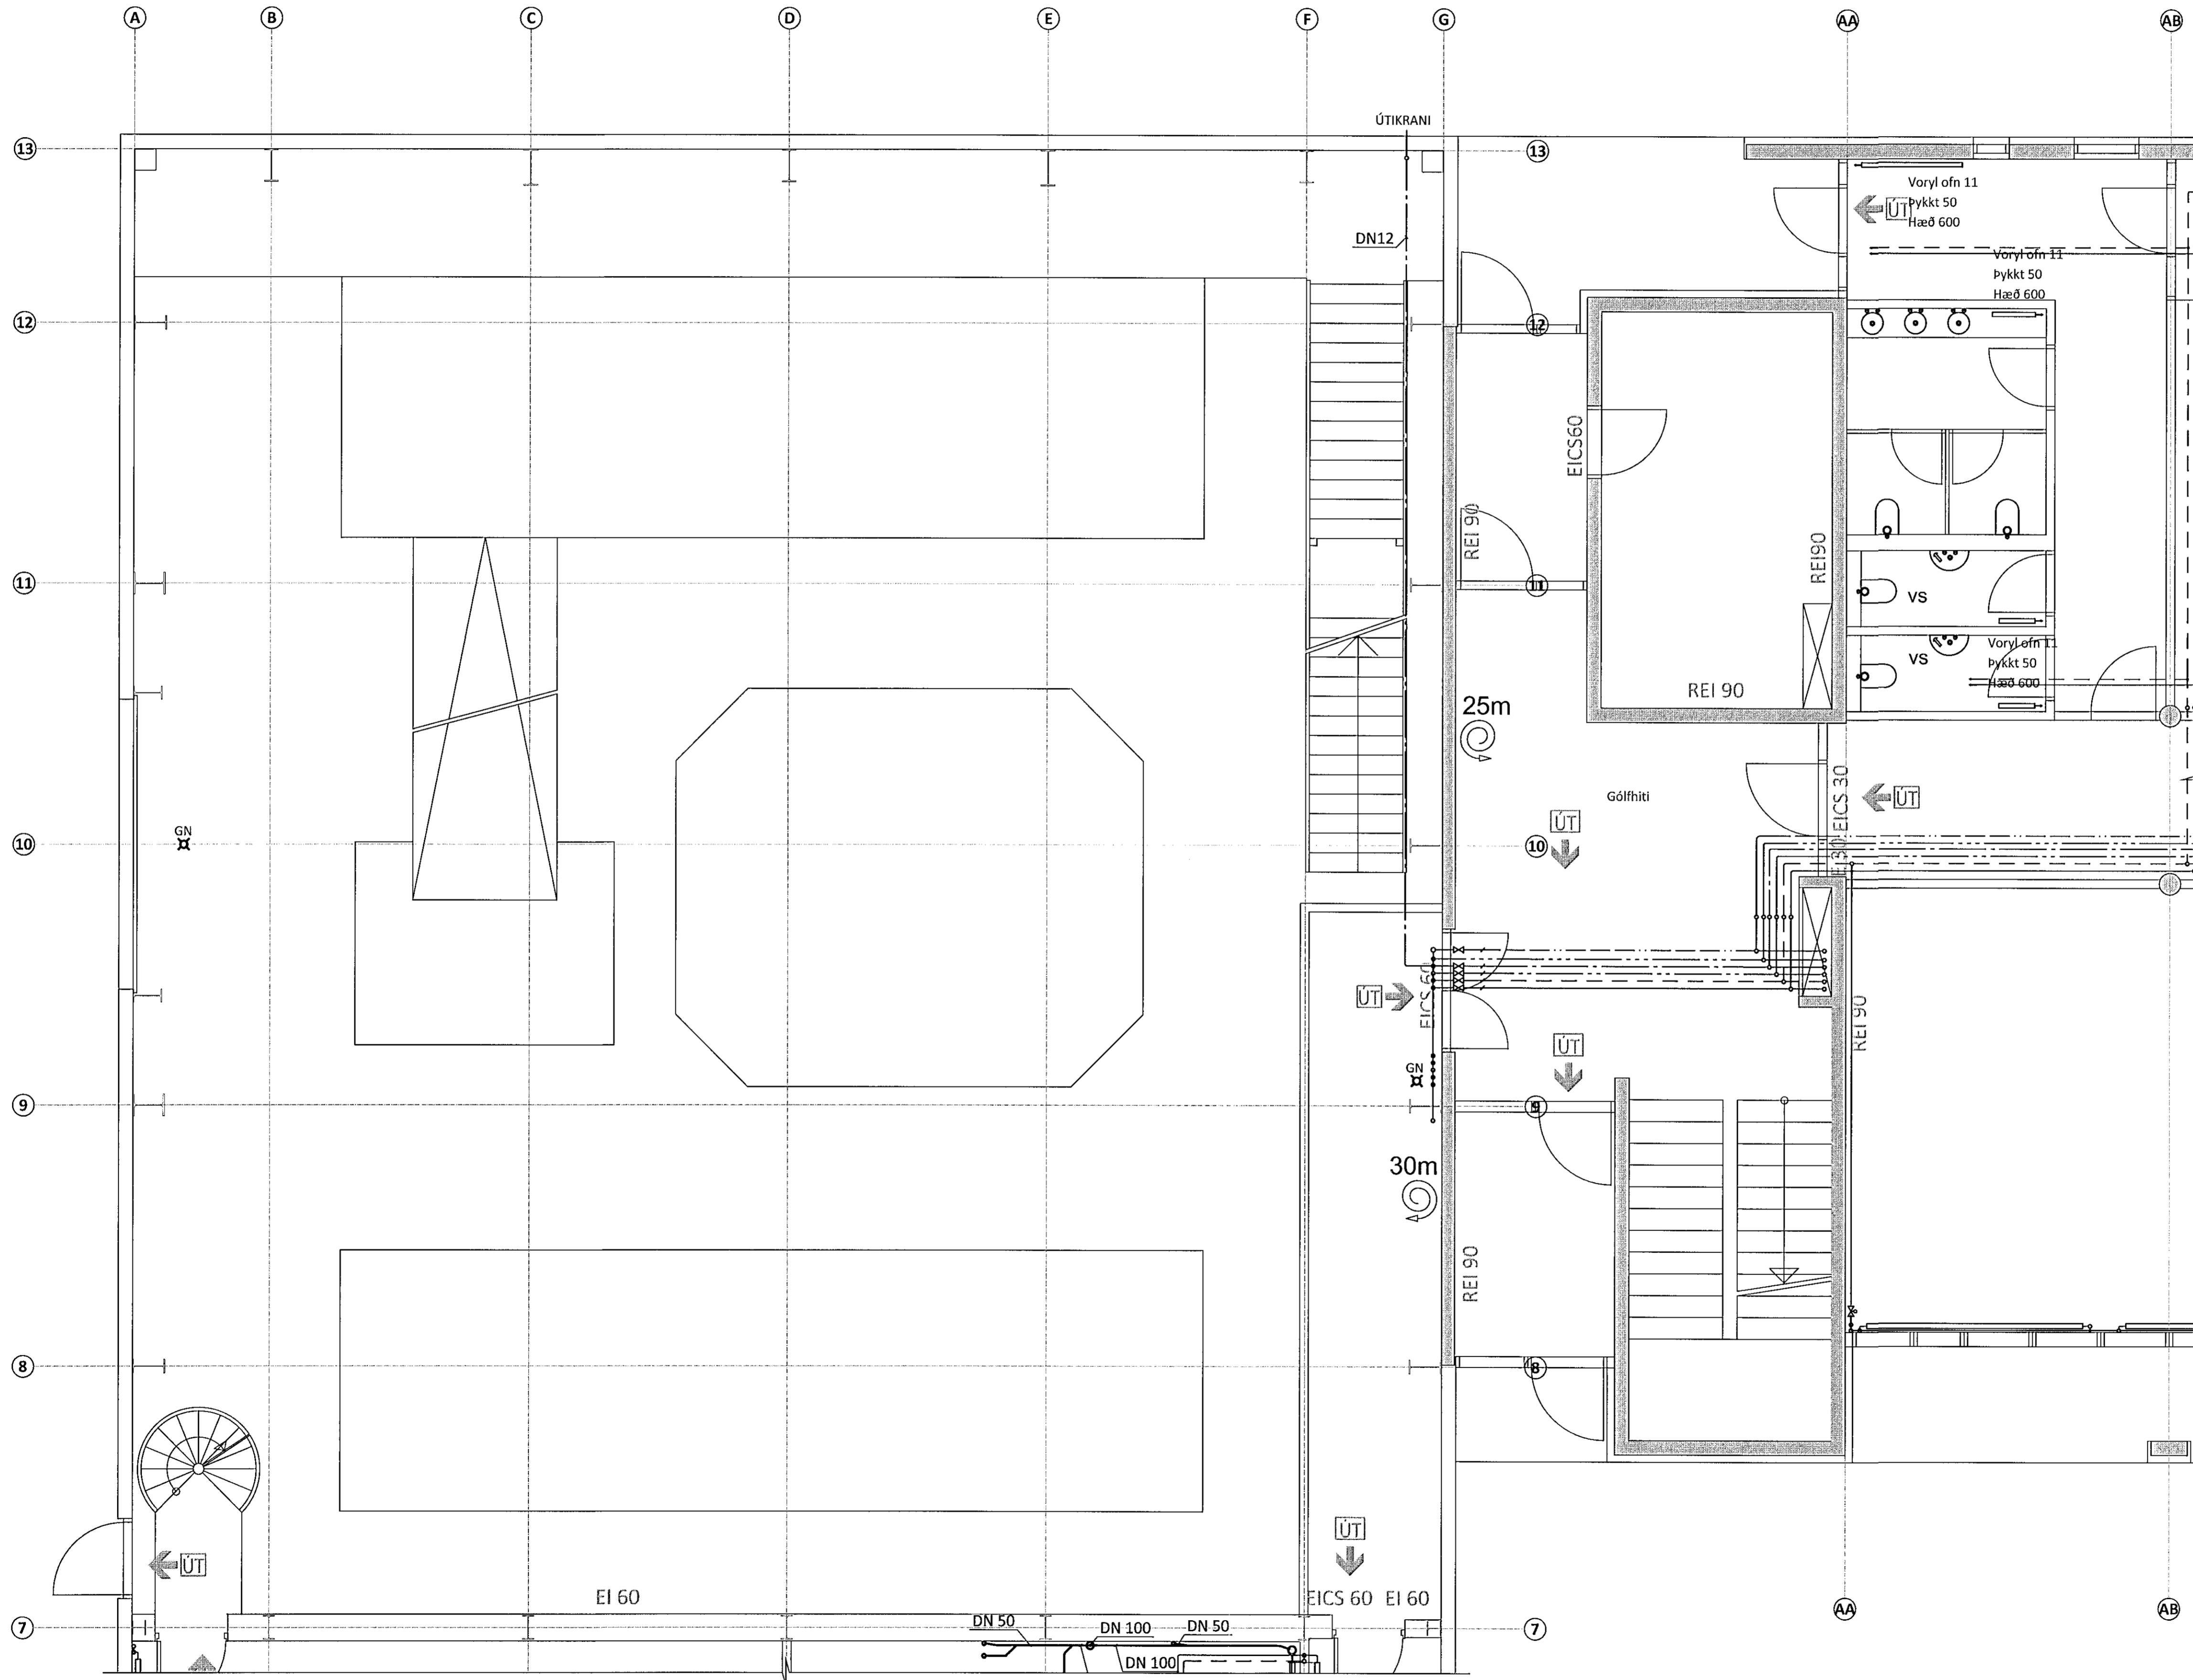 A B C D E F G AA AB
ÚTIKRANI
13 13
Voryl ofn 11
Þykkt 50
Hæð 600
ÚT
DN12
Voryl ofn 11
Þykkt 50
Hæð 600
12 12
EICS60
REI 90
REI90
11 11
VS
VS
Voryl ofn 11
Þykkt 50
Hæð 600
REI 90
25m
Gólfhiti
EICS 30
ÚT
ÚT
GN
10 10
EICS 60
ÚT
REI 90
ÚT
GN
9 9
30m
REI 90
8 8
ÚT
ÚT
EI 60
EICS 60 EI 60
7 7
DN 50
DN 100
DN 50
DN 100
AA AB